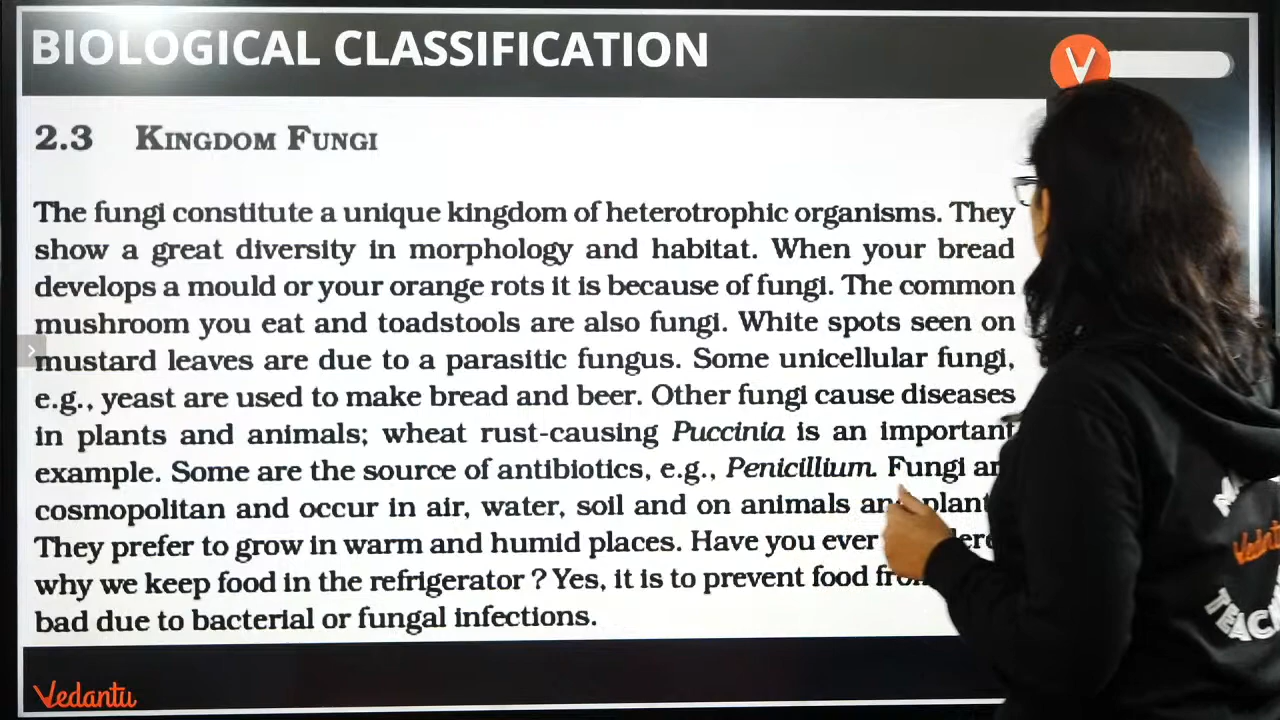 BIOLOGICAL CLASSIFICATION
2.3 KINGDOM FUNGI
The fungi constitute a unique kingdom of heterotrophic organisms. They
show a great diversity in morphology and habitat. When your bread
develops a mould or your orange rots it is because of fungi. The common
mushroom you eat and toadstools are also fungi. White spots seen on
mustard leaves are due to a parasitic fungus. Some unicellular fungi,
e.g., yeast are used to make bread and beer. Other fungi cause diseases
in plants and animals; wheat rust-causing Puccinia is an important
example. Some are the source of antibiotics, e.g., Penicillium. Fungi
cosmopolitan and occur in air, water, soil and on animals
They prefer to grow in warm and humid places. Have you ever
why we keep food in the refrigerator ? Yes, it is to prevent food
bad due to bacterial or fungal infections.
Vedantu
Vedantu